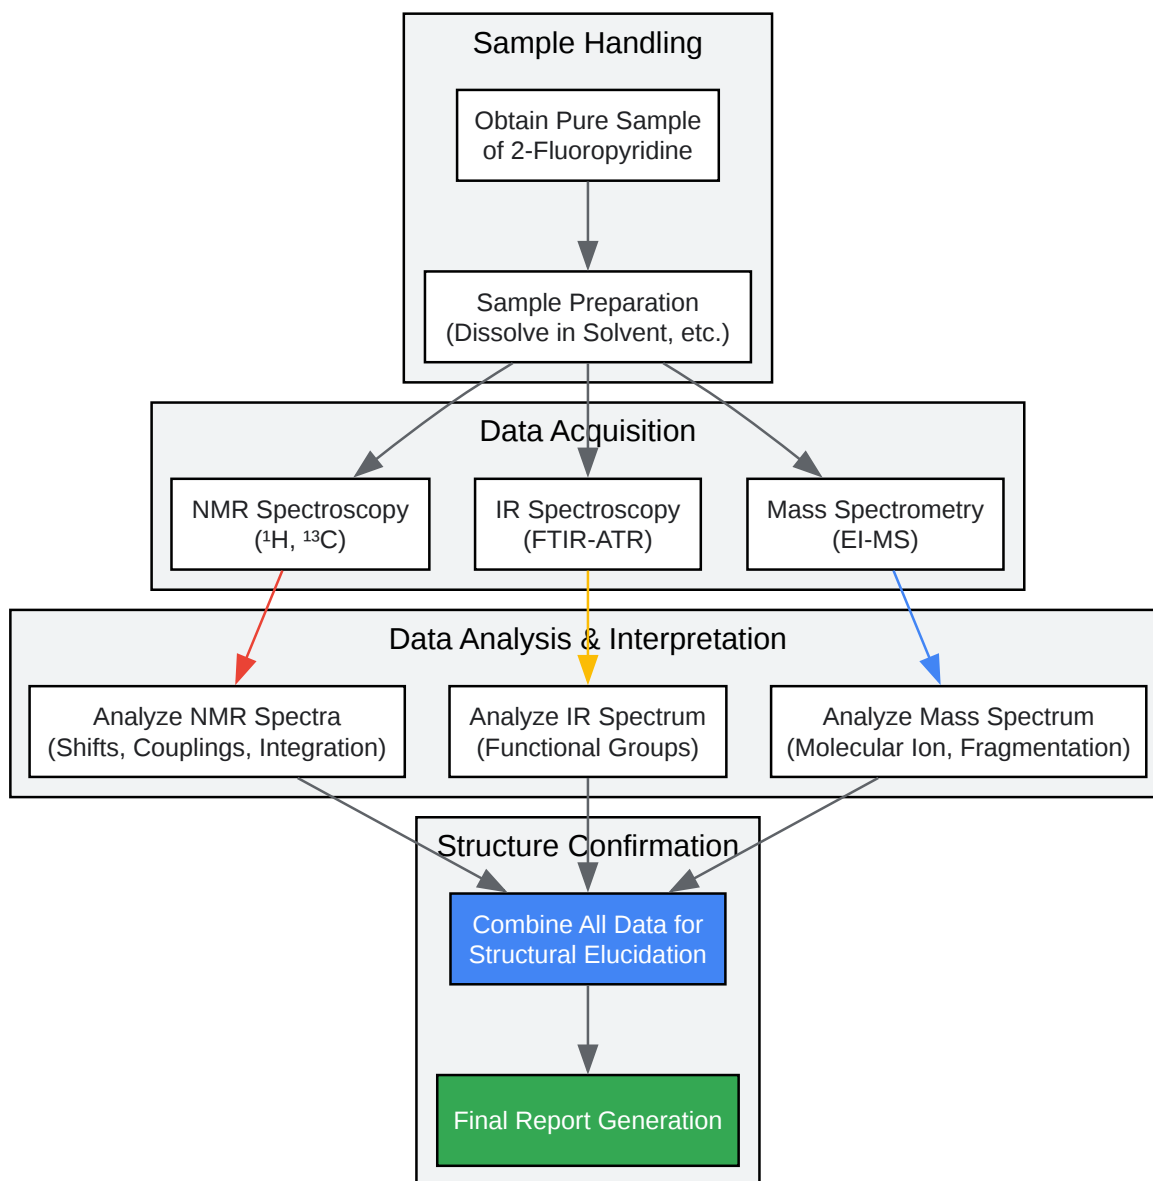 Sample Handling
Obtain Pure Sample
of 2-Fluoropyridine
Sample Preparation
(Dissolve in Solvent, etc.)
Data Acquisition
NMR Spectroscopy
(¹H, ¹³C)
IR Spectroscopy
(FTIR-ATR)
Mass Spectrometry
(EI-MS)
Data Analysis & Interpretation
Analyze NMR Spectra
(Shifts, Couplings, Integration)
Analyze IR Spectrum
(Functional Groups)
Analyze Mass Spectrum
(Molecular Ion, Fragmentation)
Structure Confirmation
Combine All Data for
Structural Elucidation
Final Report Generation